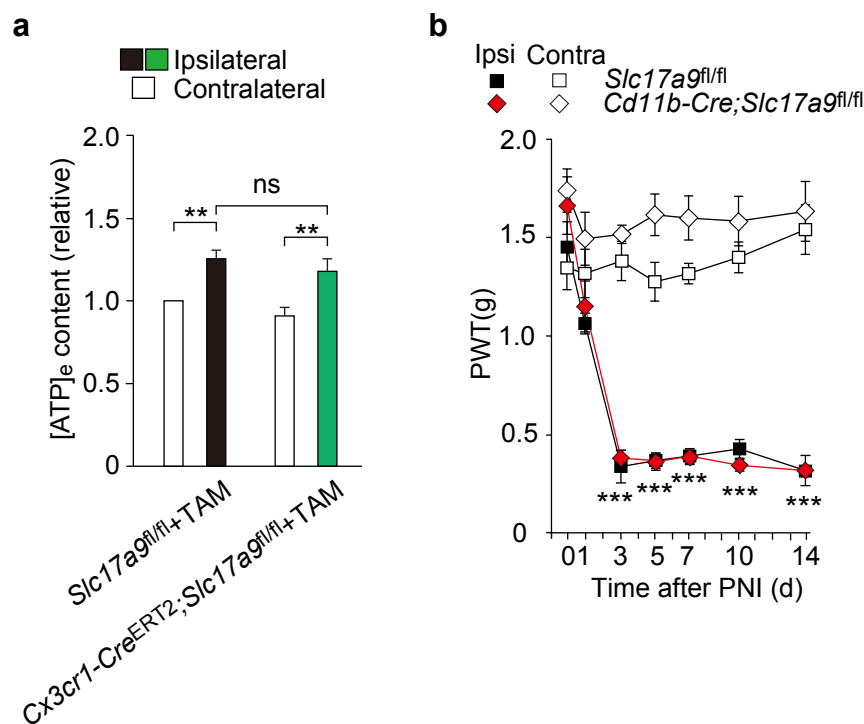 a
Ipsilateral
Contralateral
[ATP]e content (relative)
2.0
1.5
1.0
0.5
0
**
ns
**
Slc17a9fl/fl+TAM
Cx3cr1-CreERT2;Slc17a9fl/fl+TAM
b
Ipsi Contra
Slc17a9fl/fl
Cd11b-Cre;Slc17a9fl/fl
PWT(g)
2.0
1.5
1.0
0.5
0
*** *** *** *** ***
01 3 5 7 10 14
Time after PNI (d)